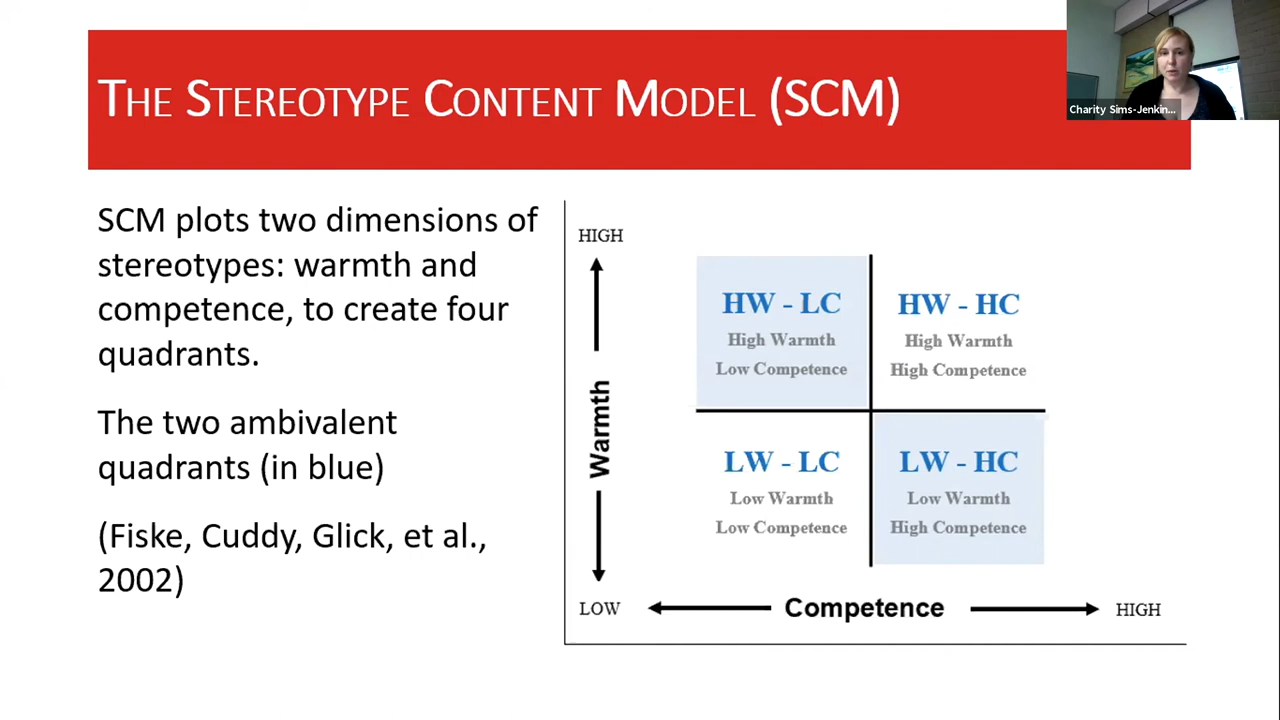 THE STEREOTYPE CONTENT MODEL (SCM)
Charity Sims-Jenkin...
SCM plots two dimensions of
stereotypes: warmth and
competence, to create four
quadrants.
The two ambivalent
quadrants (in blue)
(Fiske, Cuddy, Glick, et al.,
2002)
HIGH
Warmth
LOW
HW - LC
High Warmth
Low Competence
HW - HC
High Warmth
High Competence
LW - LC
Low Warmth
Low Competence
LW - HC
Low Warmth
High Competence
Competence
HIGH